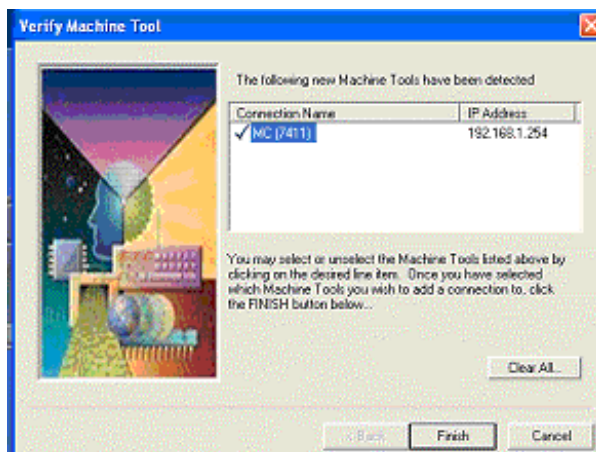 Verify Machine Tool
The following new Machine Tools have been detected
Connection Name IP Address
MC (7411) 192.168.1.254
You may select or unselect the Machine Tools listed above by
clicking on the desired line item. Once you have selected
which Machine Tools you wish to add a connection to, click
the FINISH button below...
Clear All...
< Back Finish Cancel